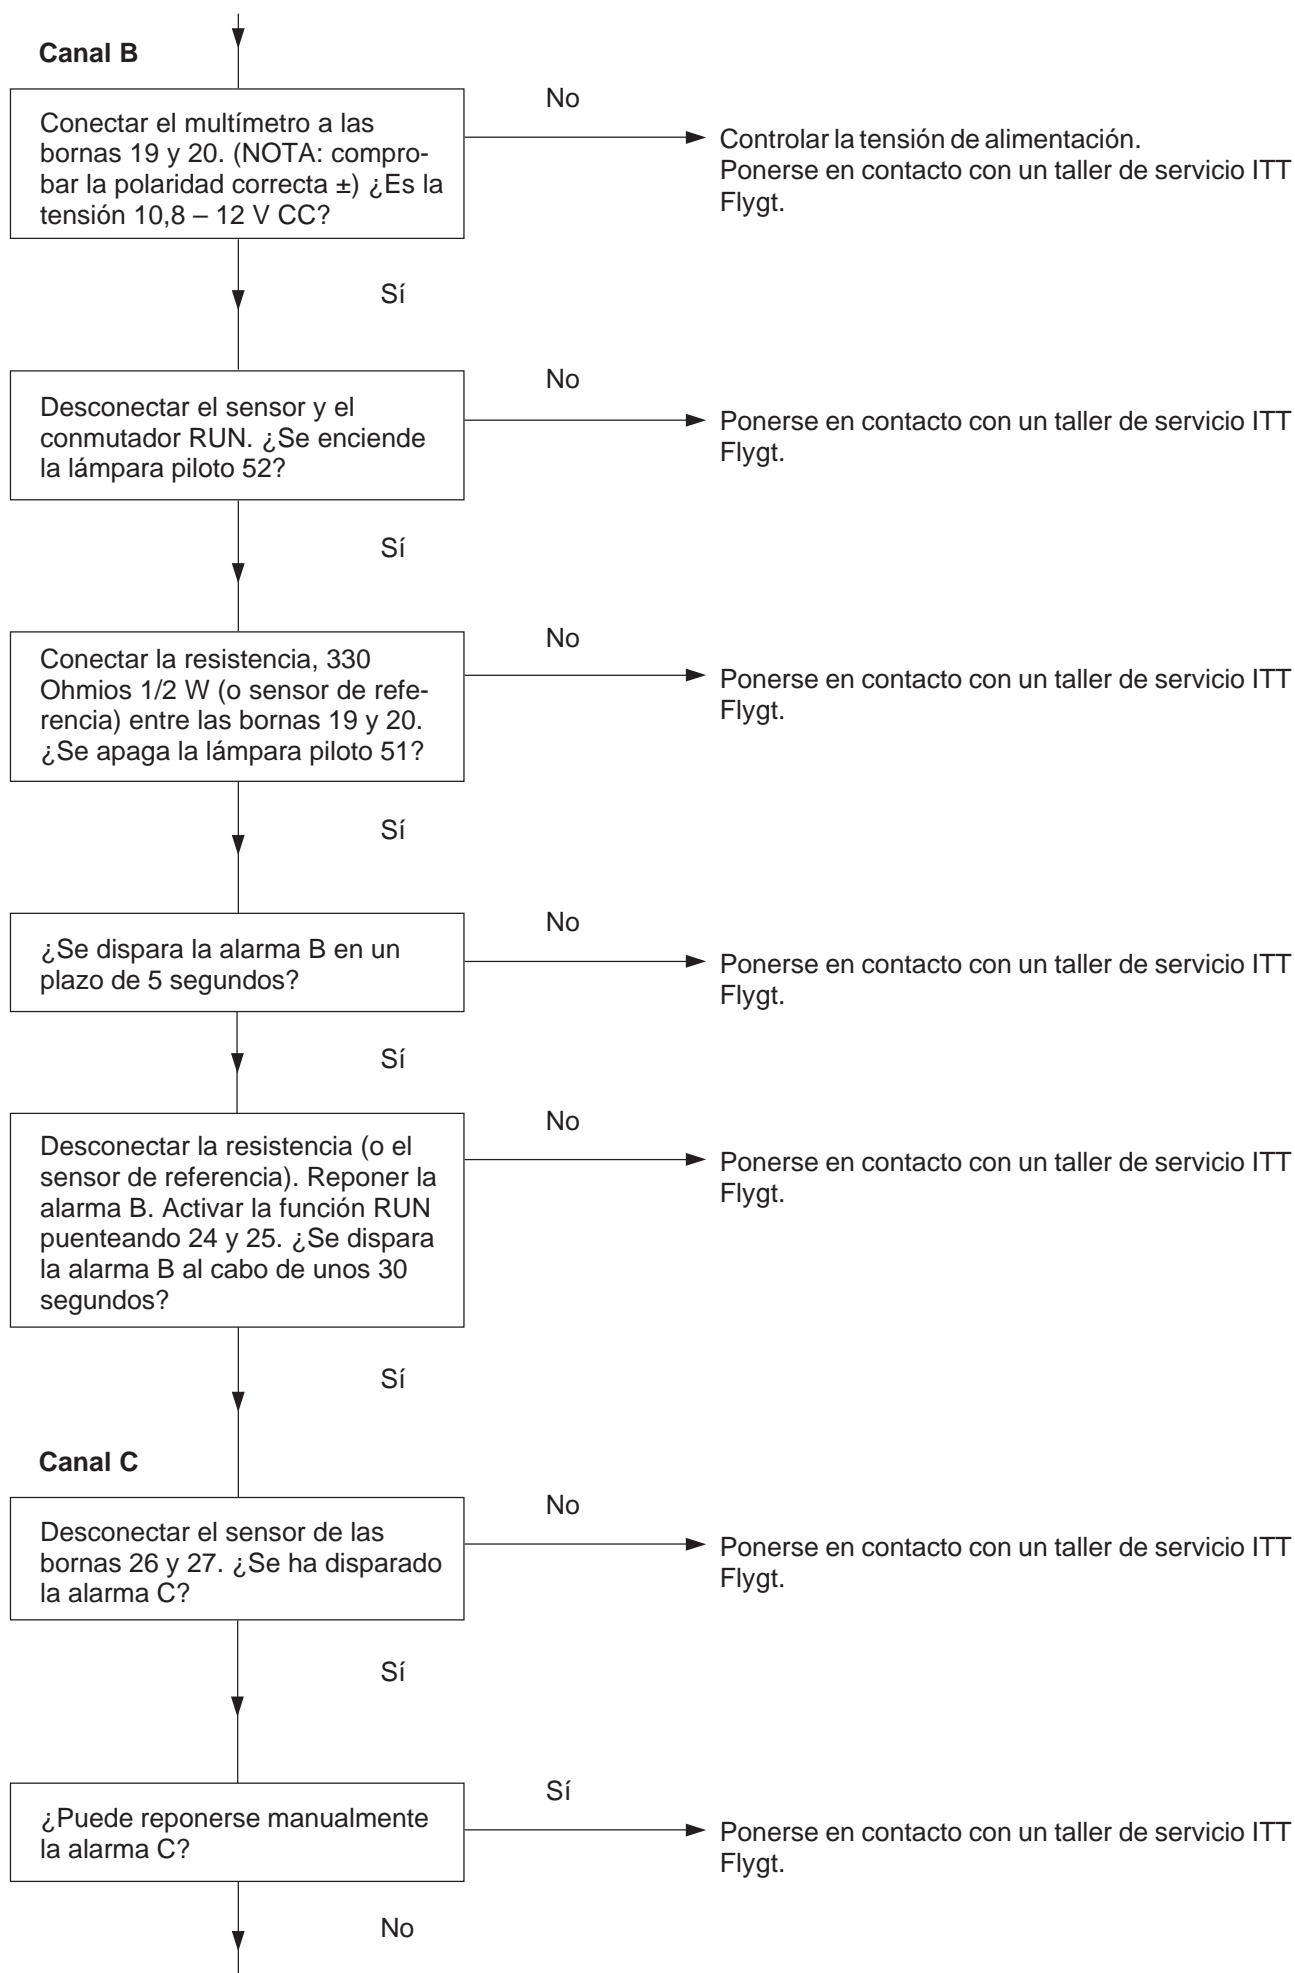 Canal B
No
Conectar el multímetro a las
bornas 19 y 20. (NOTA: compro-
bar la polaridad correcta ±) ¿Es la
tensión 10,8 – 12 V CC?
Controlar la tensión de alimentación.
Ponerse en contacto con un taller de servicio ITT
Flygt.
Sí
No
Desconectar el sensor y el
conmutador RUN. ¿Se enciende
la lámpara piloto 52?
Ponerse en contacto con un taller de servicio ITT
Flygt.
Sí
No
Conectar la resistencia, 330
Ohmios 1/2 W (o sensor de refe-
rencia) entre las bornas 19 y 20.
¿Se apaga la lámpara piloto 51?
Ponerse en contacto con un taller de servicio ITT
Flygt.
Sí
No
¿Se dispara la alarma B en un
plazo de 5 segundos?
Ponerse en contacto con un taller de servicio ITT
Flygt.
Sí
No
Desconectar la resistencia (o el
sensor de referencia). Reponer la
alarma B. Activar la función RUN
puenteando 24 y 25. ¿Se dispara
la alarma B al cabo de unos 30
segundos?
Ponerse en contacto con un taller de servicio ITT
Flygt.
Sí
Canal C
No
Desconectar el sensor de las
bornas 26 y 27. ¿Se ha disparado
la alarma C?
Ponerse en contacto con un taller de servicio ITT
Flygt.
Sí
Sí
¿Puede reponerse manualmente
la alarma C?
Ponerse en contacto con un taller de servicio ITT
Flygt.
No